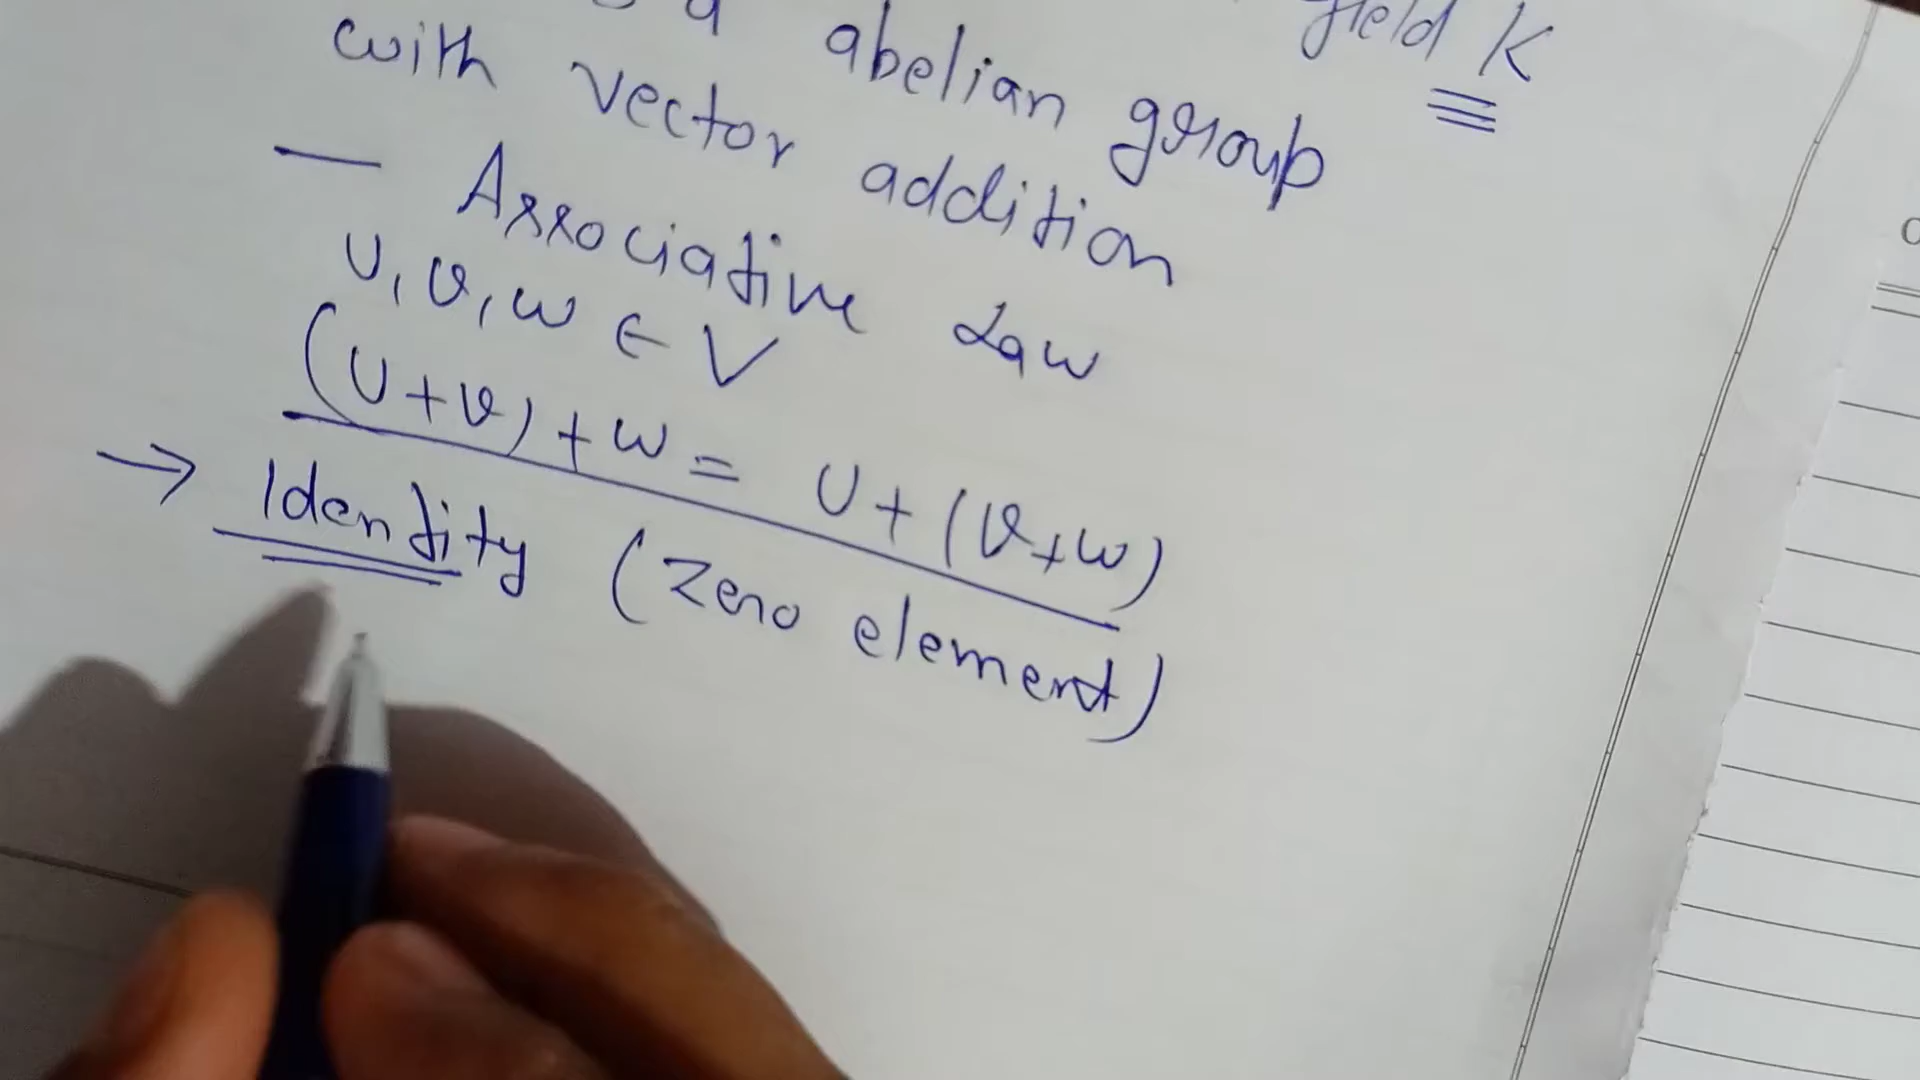 field K
a abelian group
with vector addition
— Associative Law
U, v, w ∈ V
(U+v)+w = U+(v+w)
→ Identity (Zero element)